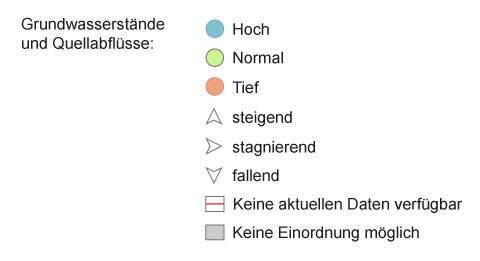 Grundwasserstände
und Quellabflüsse:
Hoch
Normal
Tief
steigend
stagnierend
fallend
Keine aktuellen Daten verfügbar
Keine Einordnung möglich